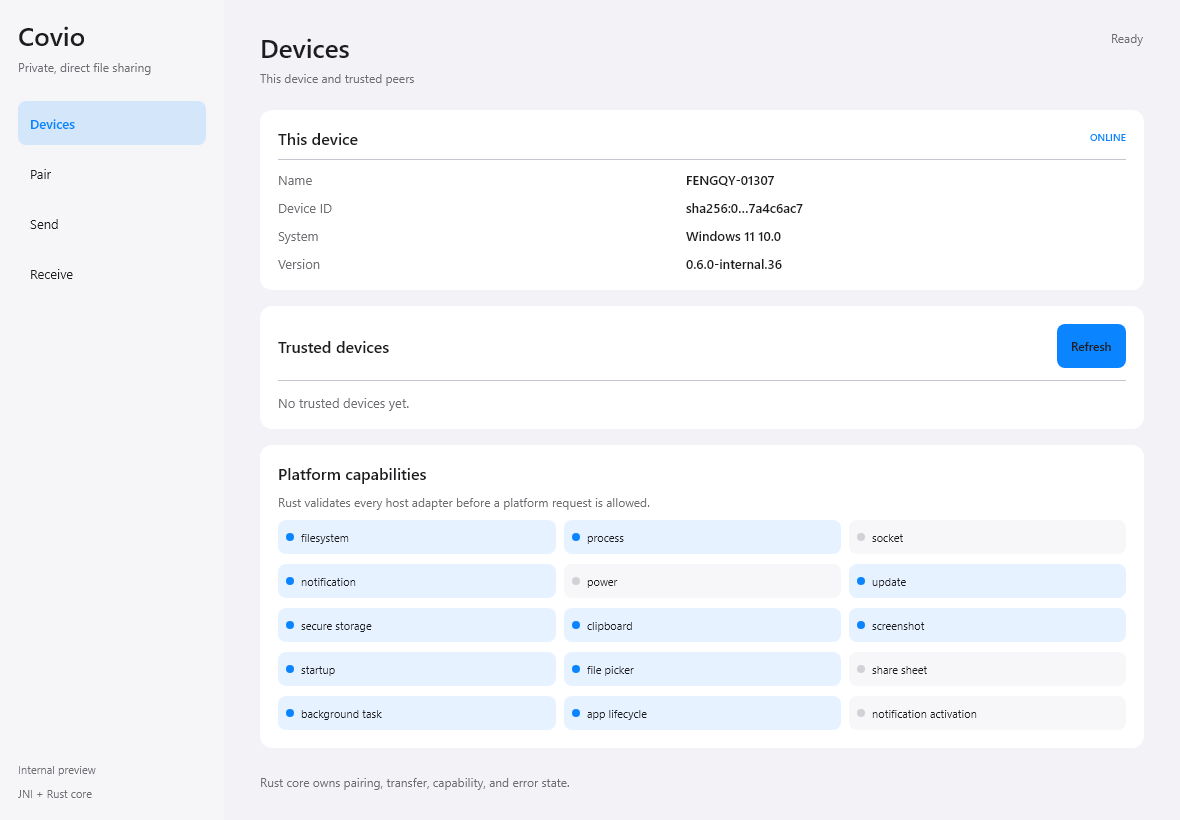 Covio
Private, direct file sharing
Devices
Pair
Send
Receive
Internal preview
JNI + Rust core
Devices
This device and trusted peers
Ready
This device
ONLINE
Name FENGQY-01307
Device ID sha256:0...7a4c6ac7
System Windows 11 10.0
Version 0.6.0-internal.36
Trusted devices
Refresh
No trusted devices yet.
Platform capabilities
Rust validates every host adapter before a platform request is allowed.
filesystem process socket
notification power update
secure storage clipboard screenshot
startup file picker share sheet
background task app lifecycle notification activation
Rust core owns pairing, transfer, capability, and error state.